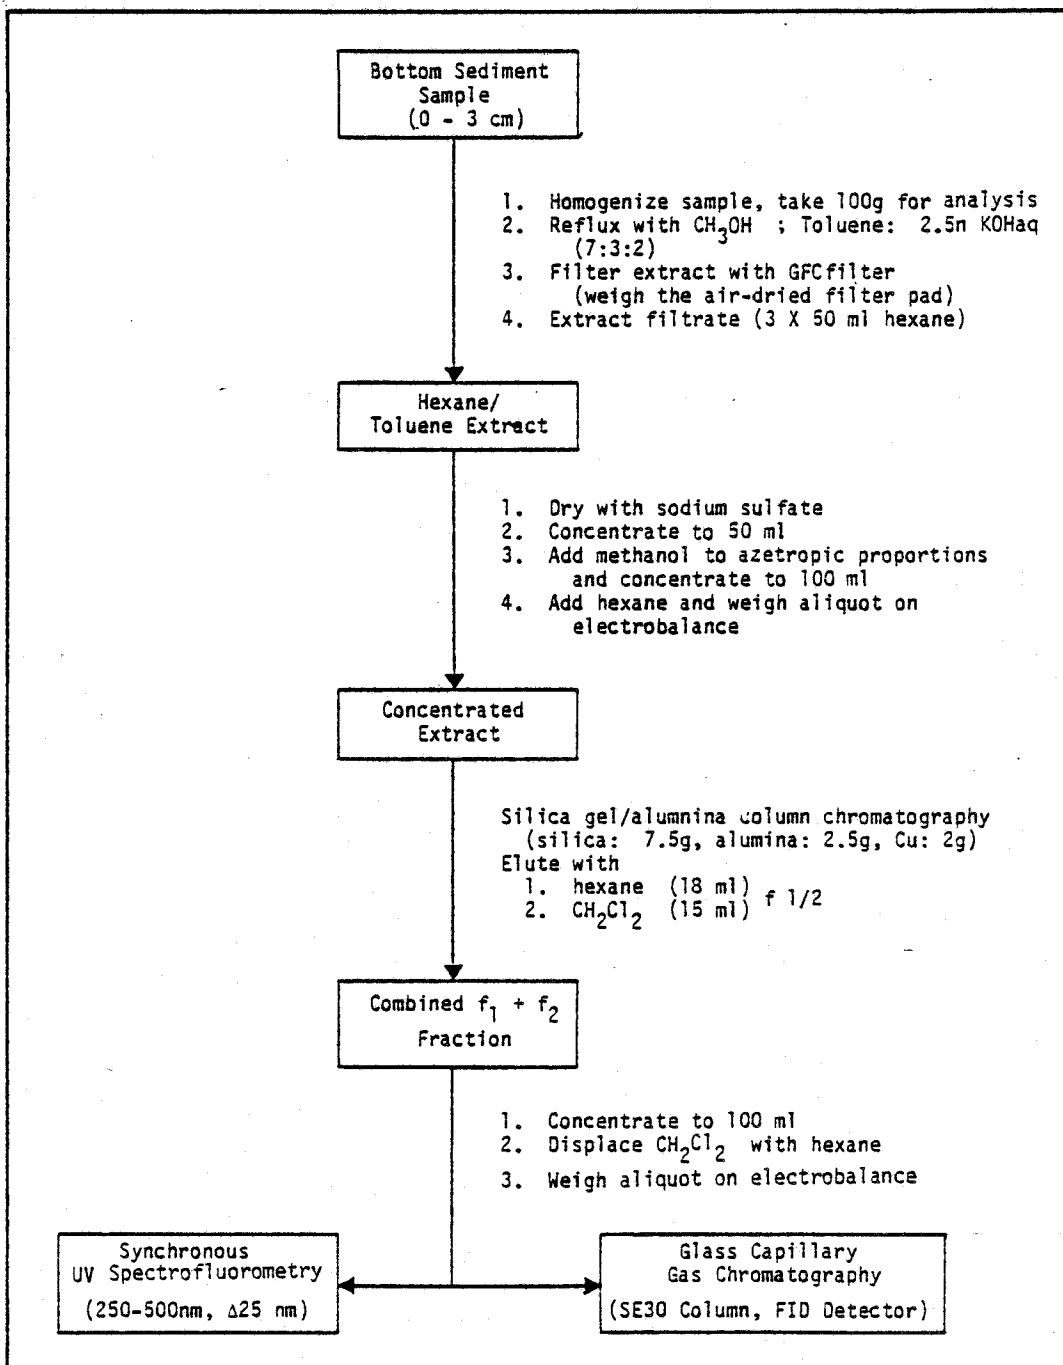 Bottom Sediment
Sample
(0 - 3 cm)
1. Homogenize sample, take 100g for analysis
2. Reflux with CH3OH ; Toluene: 2.5n KOHaq
(7:3:2)
3. Filter extract with GFCfilter
(weigh the air-dried filter pad)
4. Extract filtrate (3 X 50 ml hexane)
Hexane/
Toluene Extract
1. Dry with sodium sulfate
2. Concentrate to 50 ml
3. Add methanol to azetropic proportions
and concentrate to 100 ml
4. Add hexane and weigh aliquot on
electrobalance
Concentrated
Extract
Silica gel/alumnina column chromatography
(silica: 7.5g, alumina: 2.5g, Cu: 2g)
Elute with
1. hexane (18 ml)
f 1/2
2. CH2Cl2 (15 ml)
Combined f1 + f2
Fraction
1. Concentrate to 100 ml
2. Displace CH2Cl2 with hexane
3. Weigh aliquot on electrobalance
Synchronous
UV Spectrofluorometry
(250-500nm, Δ25 nm)
Glass Capillary
Gas Chromatography
(SE30 Column, FID Detector)